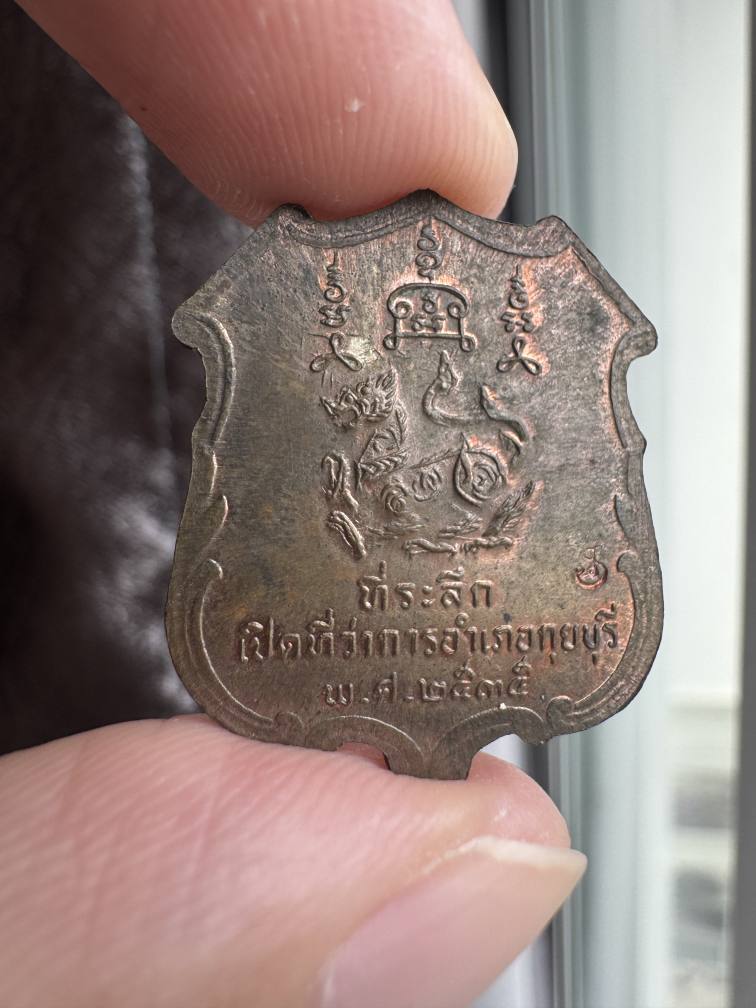 ที่ระลึก
เปิดที่ว่าการอำเภอกุยบุรี
พ.ศ.๒๕๓๕